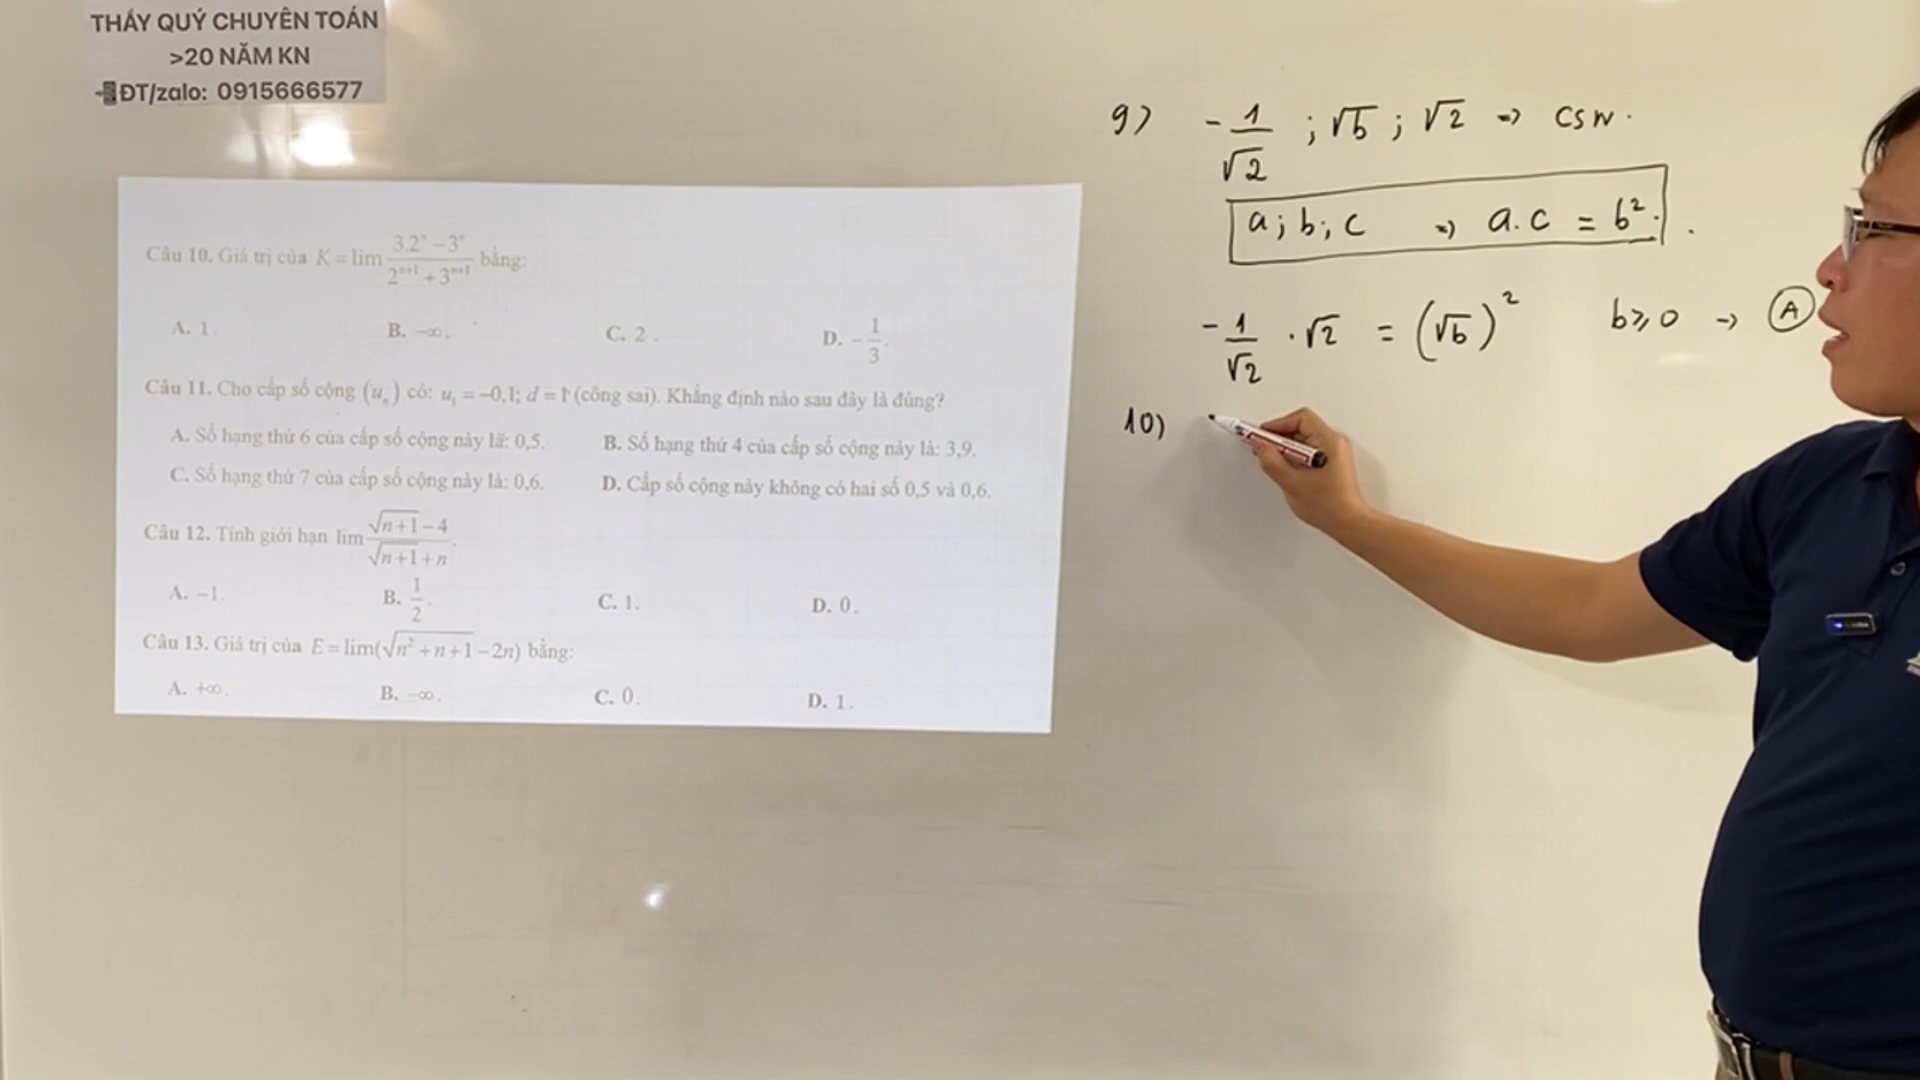 THẦY QUÝ CHUYÊN TOÁN
>20 NĂM KN
ĐT/zalo: 0915666577
Câu 10. Giá trị của K = lim (3.2ⁿ − 3ⁿ)/(2ⁿ⁺¹ + 3ⁿ⁺¹) bằng:
A. 1. B. −∞. C. 2. D. −1/3.
Câu 11. Cho cấp số cộng (uₙ) có: u₁ = −0,1; d = 1 (công sai). Khẳng định nào sau đây là đúng?
A. Số hạng thứ 6 của cấp số cộng này là: 0,5. B. Số hạng thứ 4 của cấp số cộng này là: 3,9.
C. Số hạng thứ 7 của cấp số cộng này là: 0,6. D. Cấp số cộng này không có hai số 0,5 và 0,6.
Câu 12. Tính giới hạn lim (√(n+1) − 4)/(√(n+1) + n).
A. −1. B. 1/2. C. 1. D. 0.
Câu 13. Giá trị của E = lim(√(n² + n + 1) − 2n) bằng:
A. +∞. B. −∞. C. 0. D. 1.
9) −1/√2 ; √b ; √2 => CSN.
a; b; c => a.c = b².
−1/√2 . √2 = (√b)² b ≥ 0 → A
10)